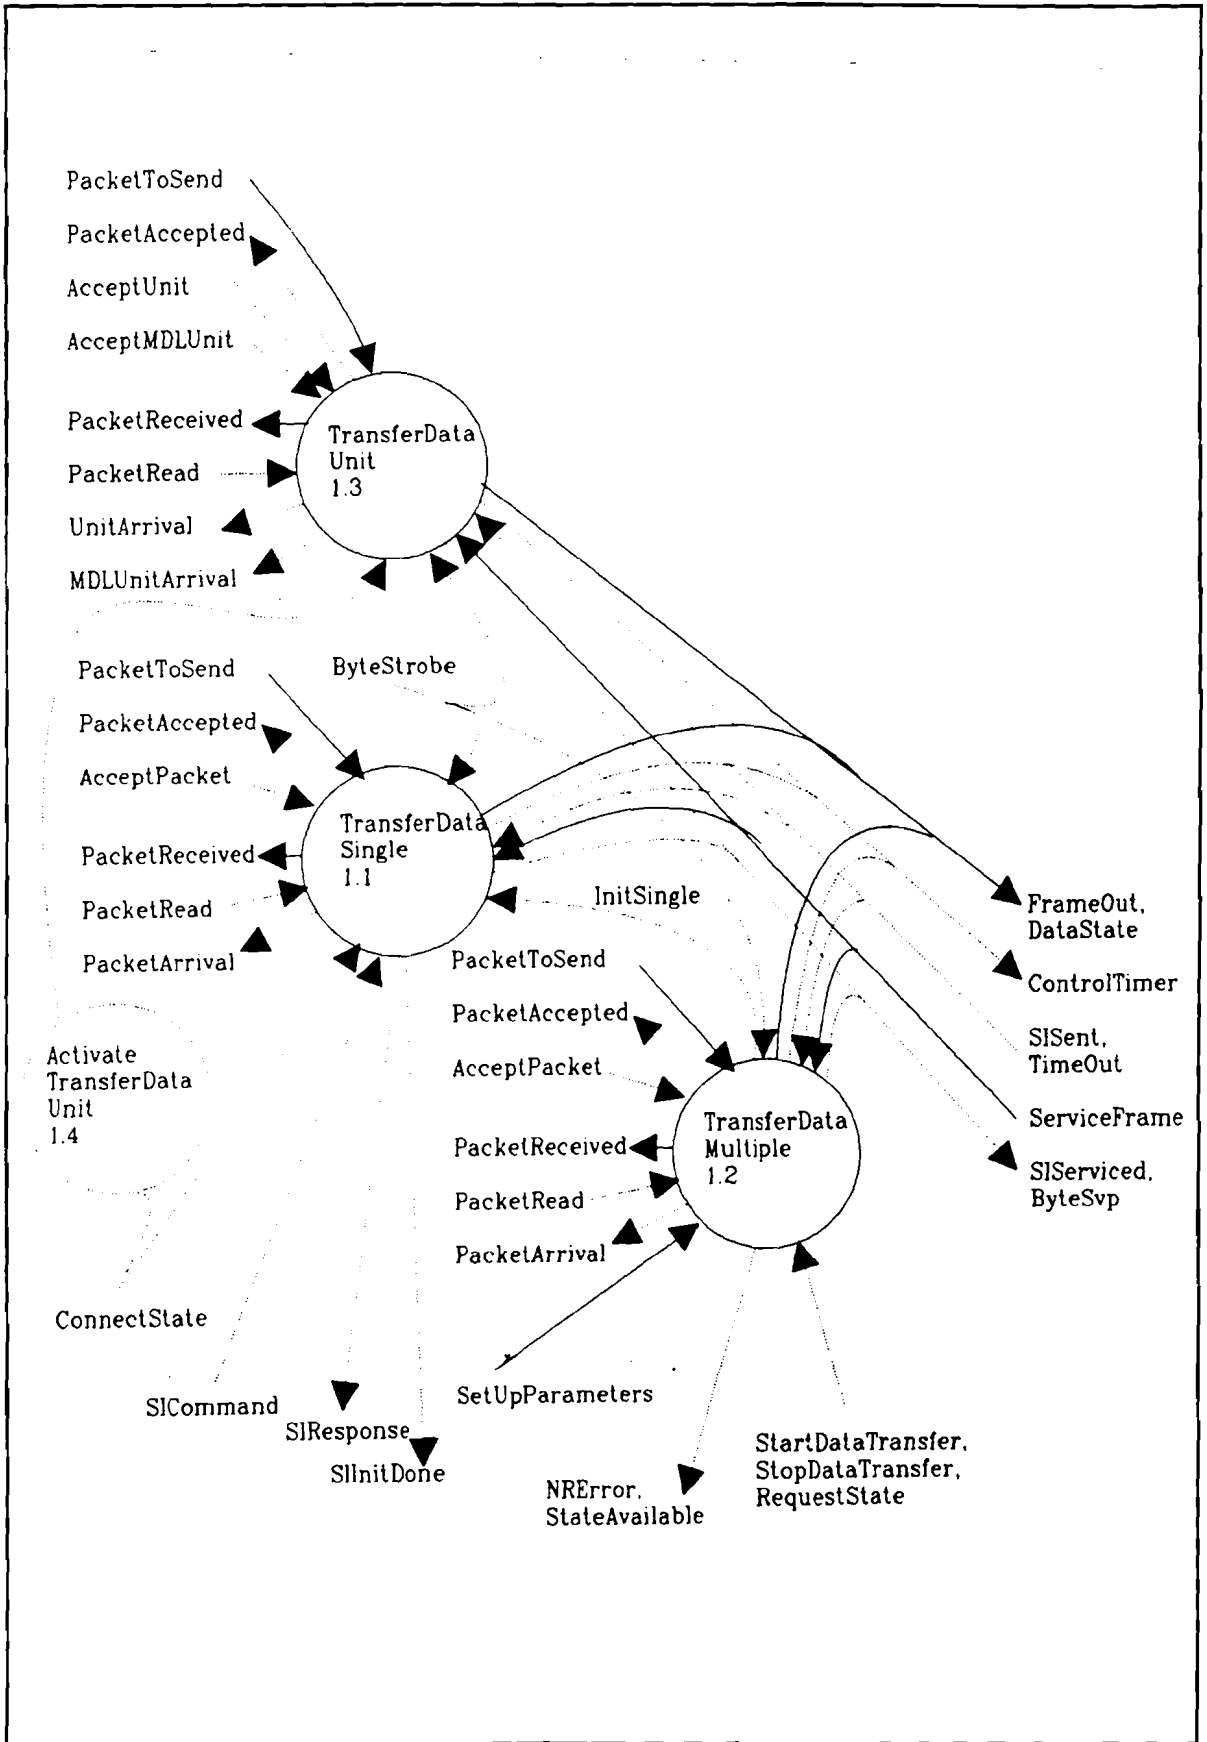 PacketToSend
PacketAccepted
AcceptUnit
AcceptMDLUnit
PacketReceived
PacketRead
UnitArrival
MDLUnitArrival
TransferData
Unit
1.3
PacketToSend
PacketAccepted
AcceptPacket
PacketReceived
PacketRead
PacketArrival
ByteStrobe
TransferData
Single
1.1
InitSingle
PacketToSend
PacketAccepted
AcceptPacket
PacketReceived
PacketRead
PacketArrival
TransferData
Multiple
1.2
FrameOut,
DataState
ControlTimer
SISent,
TimeOut
ServiceFrame
SIServiced,
ByteSvp
Activate
TransferData
Unit
1.4
ConnectState
SICommand
SIResponse
SIInitDone
SetUpParameters
NRError,
StateAvailable
StartDataTransfer,
StopDataTransfer,
RequestState